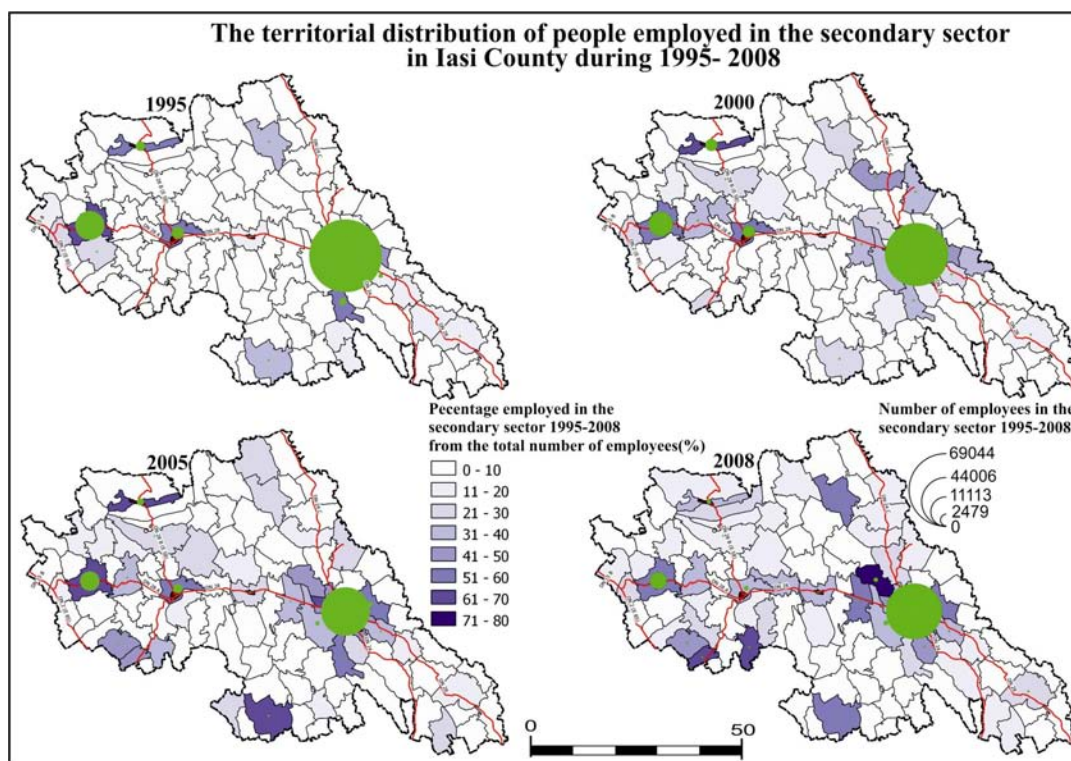 The territorial distribution of people employed in the secondary sector
in Iasi County during 1995- 2008
1995
2000
Pecentage employed in the
secondary sector 1995-2008
from the total number of employees(%)
0 - 10
11 - 20
21 - 30
31 - 40
41 - 50
51 - 60
61 - 70
71 - 80
Number of employees in the
secondary sector 1995-2008
69044
44006
11113
2479
0
2005
2008
0
50